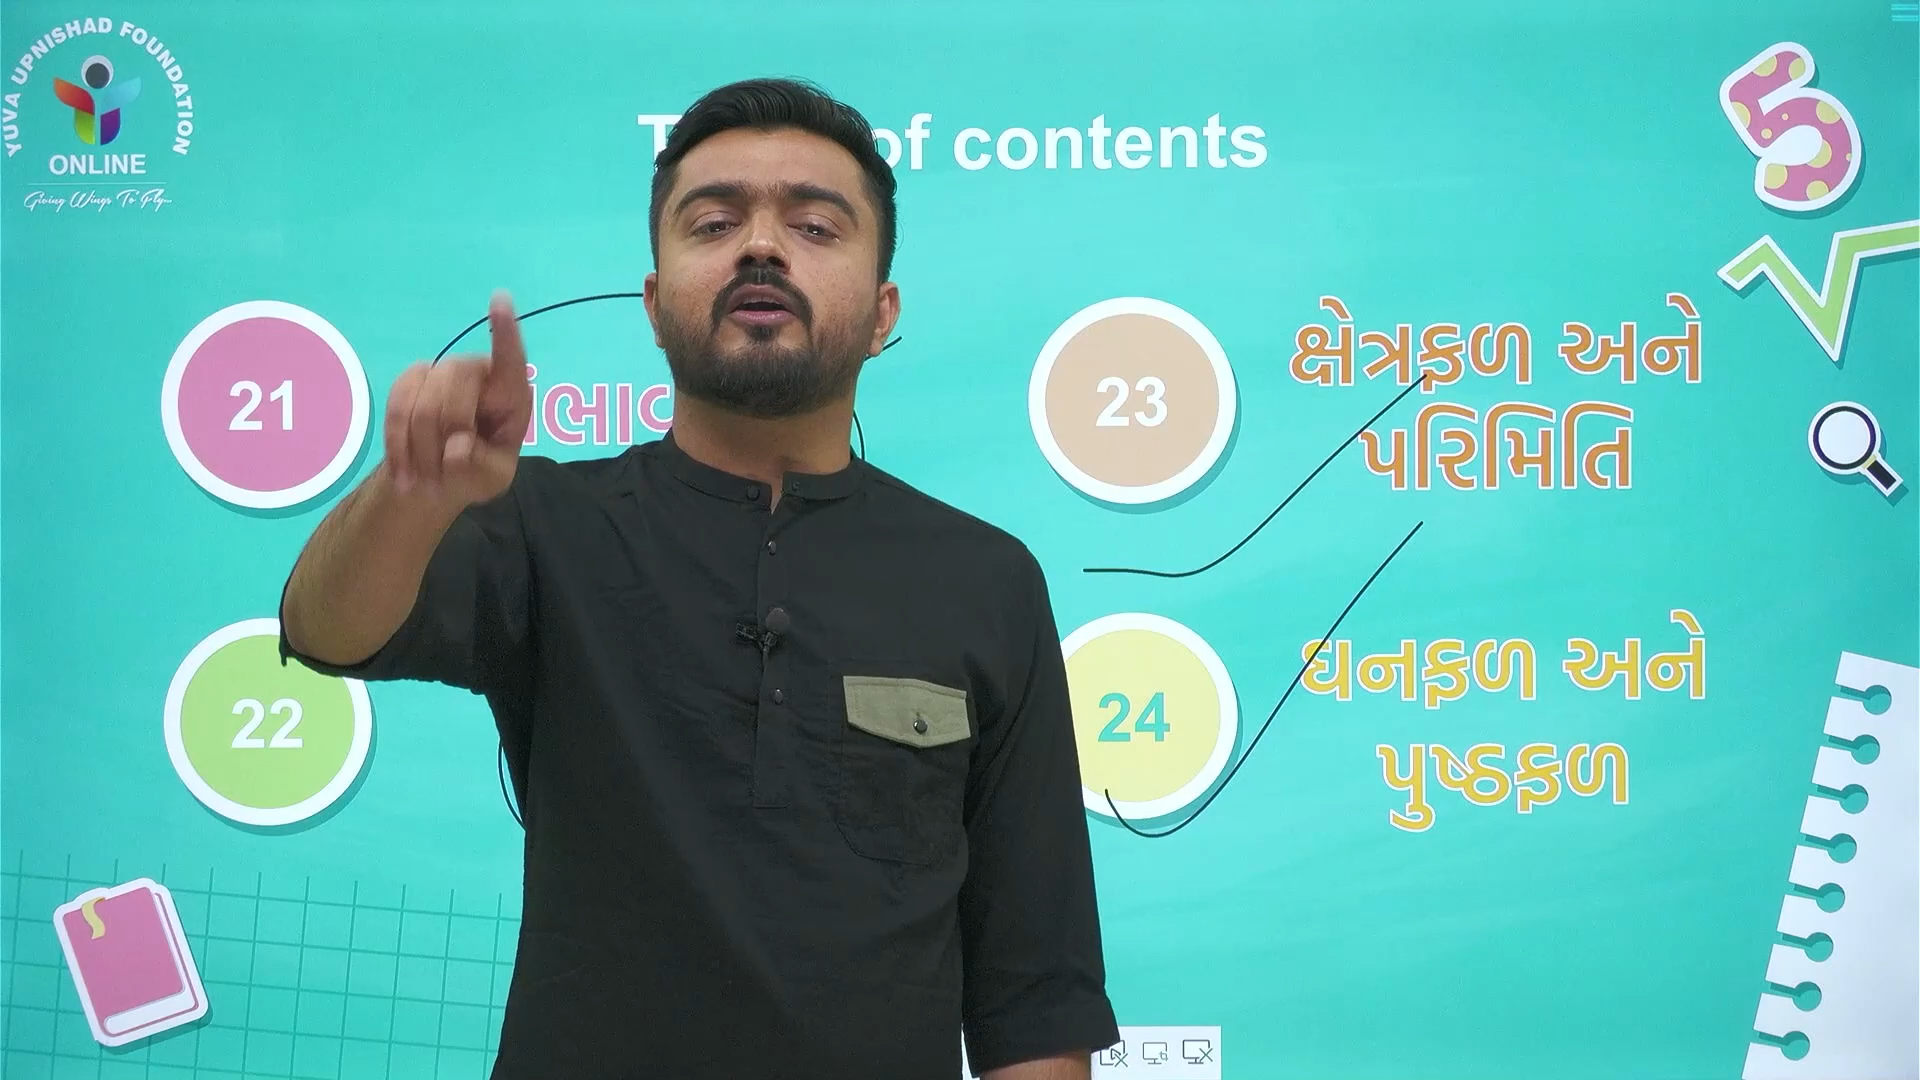 YUVA UPNISHAD FOUNDATION
ONLINE
Giving Wings To Fly...
of contents
21
23
ક્ષેત્રફળ અને
પરિમિતિ
22
24
ઘનફળ અને
પુષ્ઠફળ
5